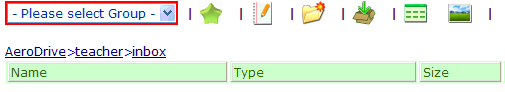 - Please select Group -
AeroDrive>teacher>inbox
Name Type Size